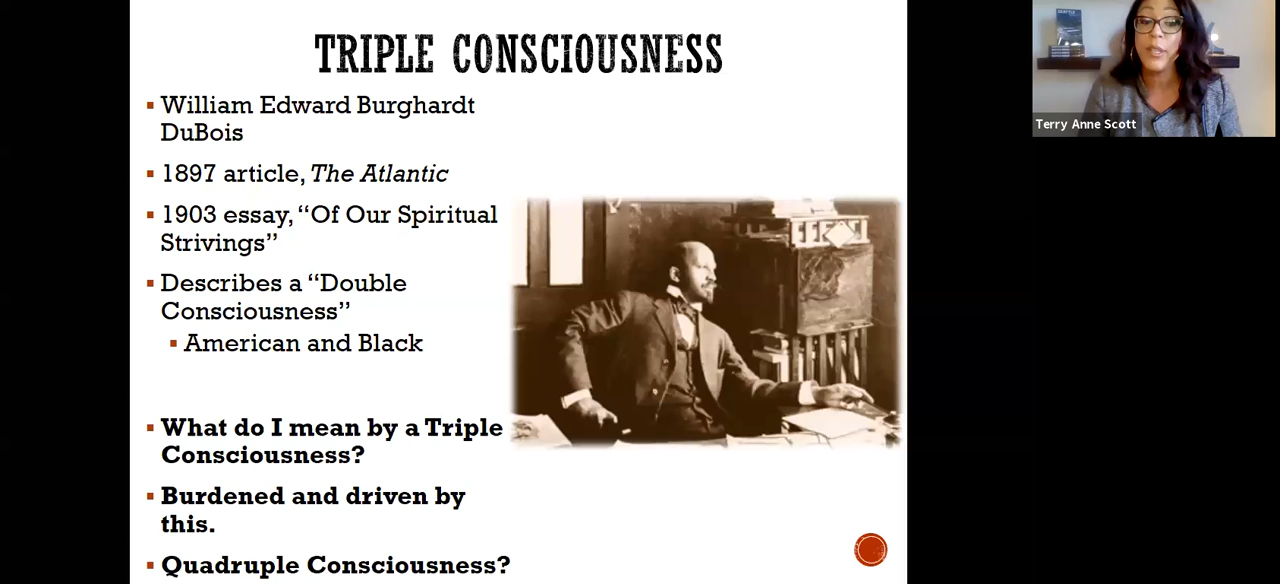 TRIPLE CONSCIOUSNESS
William Edward Burghardt
DuBois
1897 article, The Atlantic
1903 essay, “Of Our Spiritual
Strivings”
Describes a “Double
Consciousness”
American and Black
What do I mean by a Triple
Consciousness?
Burdened and driven by
this.
Quadruple Consciousness?
SEATTLE
Terry Anne Scott